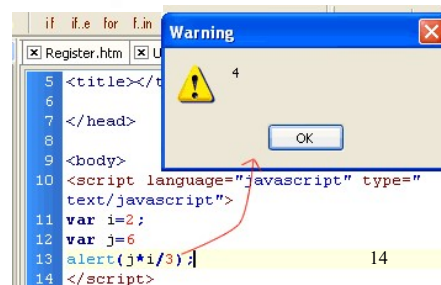 if if..e for f..in
Warning
Register.htm
4
OK
5 <title></t
6
7 </head>
8
9 <body>
10 <script language="javascript" type="
text/javascript">
11 var i=2;
12 var j=6
13 alert(j*i/3); 14
14 </script>